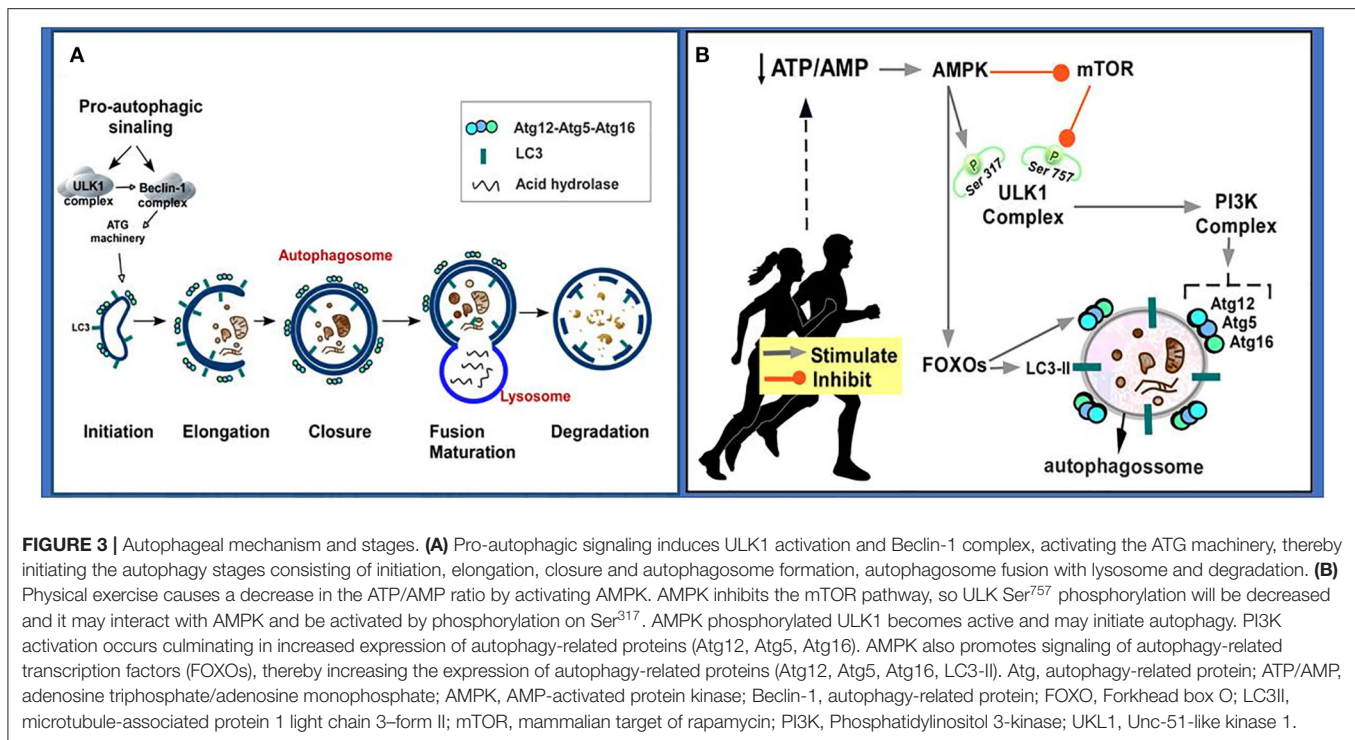 A
Pro-autophagic
sinaling
ULK1
complex
Beclin-1
complex
ATG
machinery
LC3
Atg12-Atg5-Atg16
LC3
Acid hydrolase
Autophagosome
Lysosome
Initiation
Elongation
Closure
Fusion
Maturation
Degradation
B
ATP/AMP
AMPK
mTOR
P
Ser 317
P
Ser 757
ULK1
Complex
PI3K
Complex
Atg12
Atg5
Atg16
Stimulate
Inhibit
FOXOs
LC3-II
autophagossome
FIGURE 3 | Autophageal mechanism and stages. (A) Pro-autophagic signaling induces ULK1 activation and Beclin-1 complex, activating the ATG machinery, thereby
initiating the autophagy stages consisting of initiation, elongation, closure and autophagosome formation, autophagosome fusion with lysosome and degradation. (B)
Physical exercise causes a decrease in the ATP/AMP ratio by activating AMPK. AMPK inhibits the mTOR pathway, so ULK Ser757 phosphorylation will be decreased
and it may interact with AMPK and be activated by phosphorylation on Ser317. AMPK phosphorylated ULK1 becomes active and may initiate autophagy. PI3K
activation occurs culminating in increased expression of autophagy-related proteins (Atg12, Atg5, Atg16). AMPK also promotes signaling of autophagy-related
transcription factors (FOXOs), thereby increasing the expression of autophagy-related proteins (Atg12, Atg5, Atg16, LC3-II). Atg, autophagy-related protein; ATP/AMP,
adenosine triphosphate/adenosine monophosphate; AMPK, AMP-activated protein kinase; Beclin-1, autophagy-related protein; FOXO, Forkhead box O; LC3II,
microtubule-associated protein 1 light chain 3–form II; mTOR, mammalian target of rapamycin; PI3K, Phosphatidylinositol 3-kinase; UKL1, Unc-51-like kinase 1.